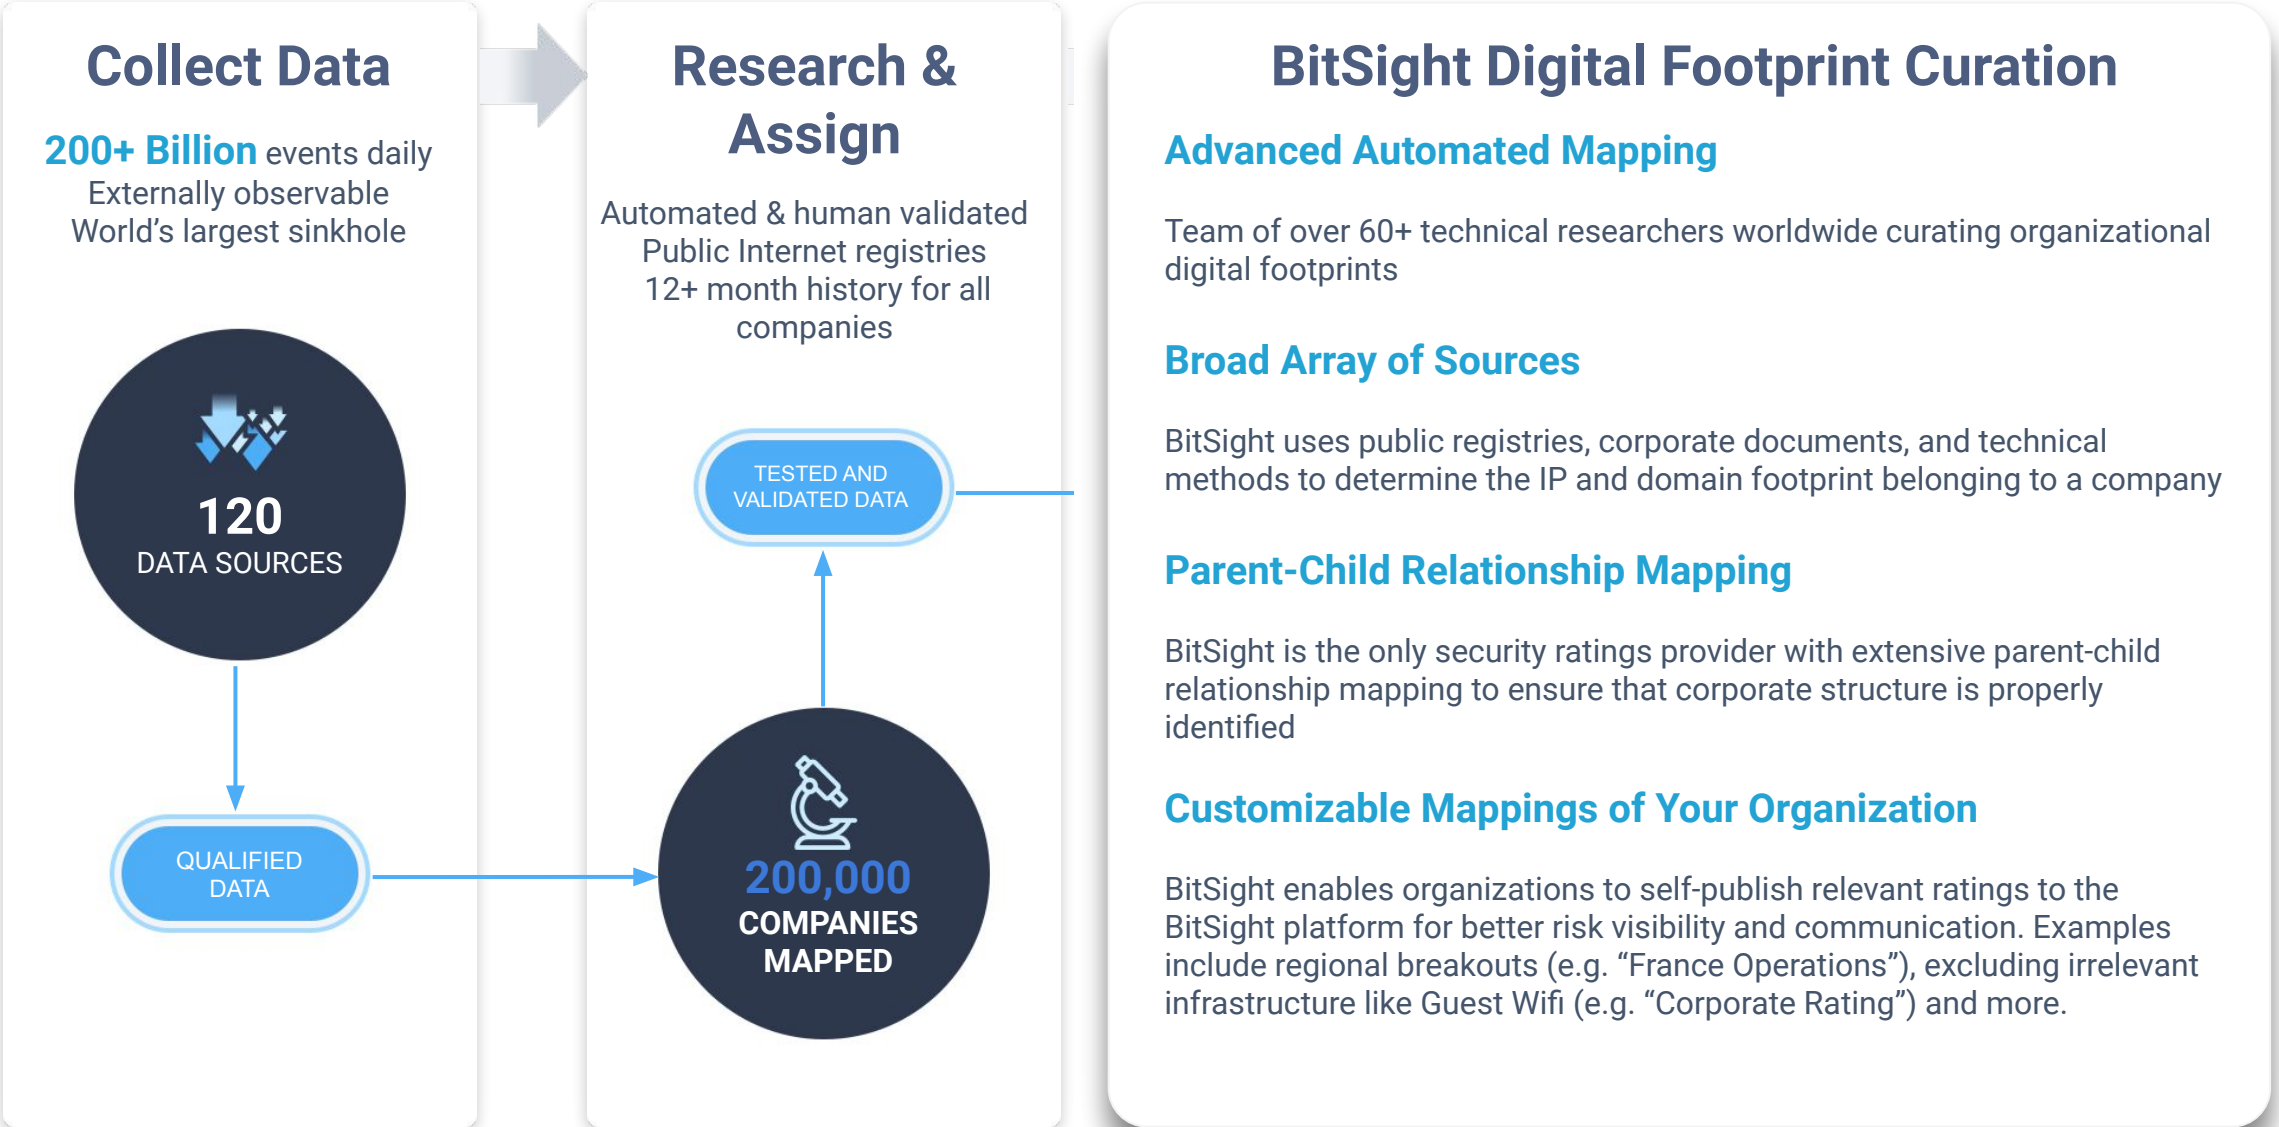 Collect Data
200+ Billion events daily
Externally observable
World’s largest sinkhole
120
DATA SOURCES
QUALIFIED
DATA
Research &
Assign
Automated & human validated
Public Internet registries
12+ month history for all
companies
TESTED AND
VALIDATED DATA
200,000
COMPANIES
MAPPED
BitSight Digital Footprint Curation
Advanced Automated Mapping
Team of over 60+ technical researchers worldwide curating organizational
digital footprints
Broad Array of Sources
BitSight uses public registries, corporate documents, and technical
methods to determine the IP and domain footprint belonging to a company
Parent-Child Relationship Mapping
BitSight is the only security ratings provider with extensive parent-child
relationship mapping to ensure that corporate structure is properly
identified
Customizable Mappings of Your Organization
BitSight enables organizations to self-publish relevant ratings to the
BitSight platform for better risk visibility and communication. Examples
include regional breakouts (e.g. “France Operations”), excluding irrelevant
infrastructure like Guest Wifi (e.g. “Corporate Rating”) and more.